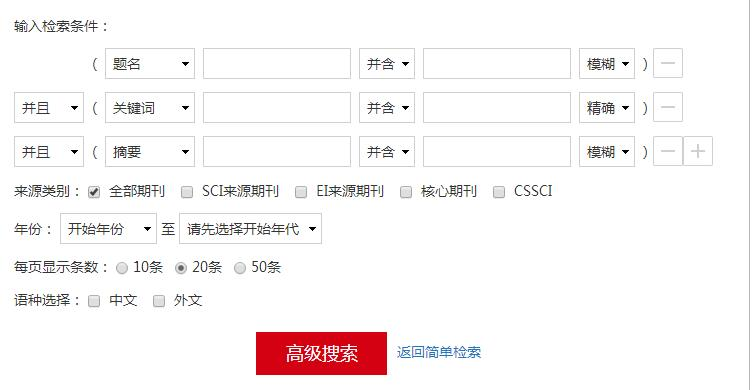 输入检索条件：
( 题名 并含 模糊 )
并且 ( 关键词 并含 精确 )
并且 ( 摘要 并含 模糊 )
来源类别： 全部期刊 SCI来源期刊 EI来源期刊 核心期刊 CSSCI
年份： 开始年份 至 请先选择开始年代
每页显示条数： 10条 20条 50条
语种选择： 中文 外文
高级搜索 返回简单检索